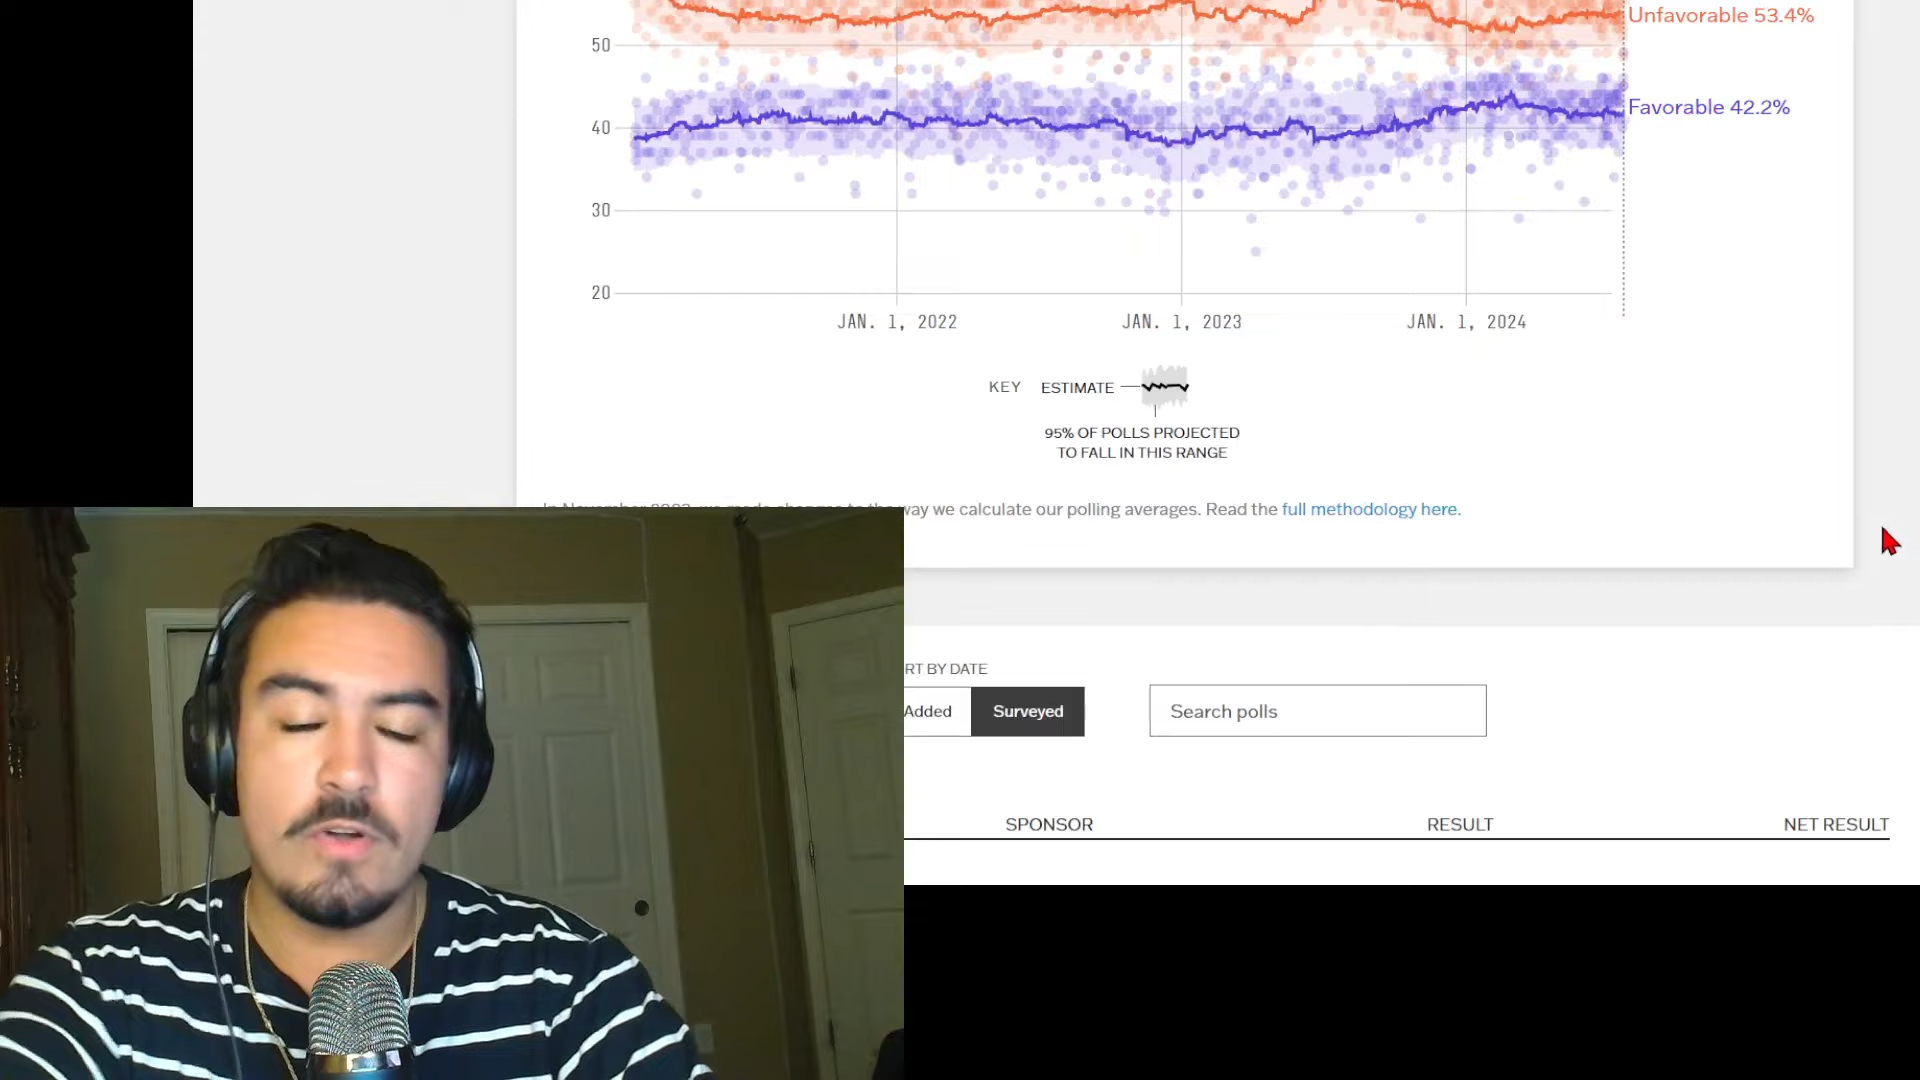 Unfavorable 53.4%
50
Favorable 42.2%
40
30
20
JAN. 1, 2022 JAN. 1, 2023 JAN. 1, 2024
KEY ESTIMATE
95% OF POLLS PROJECTED
TO FALL IN THIS RANGE
way we calculate our polling averages. Read the full methodology here.
RT BY DATE
Added Surveyed Search polls
SPONSOR RESULT NET RESULT